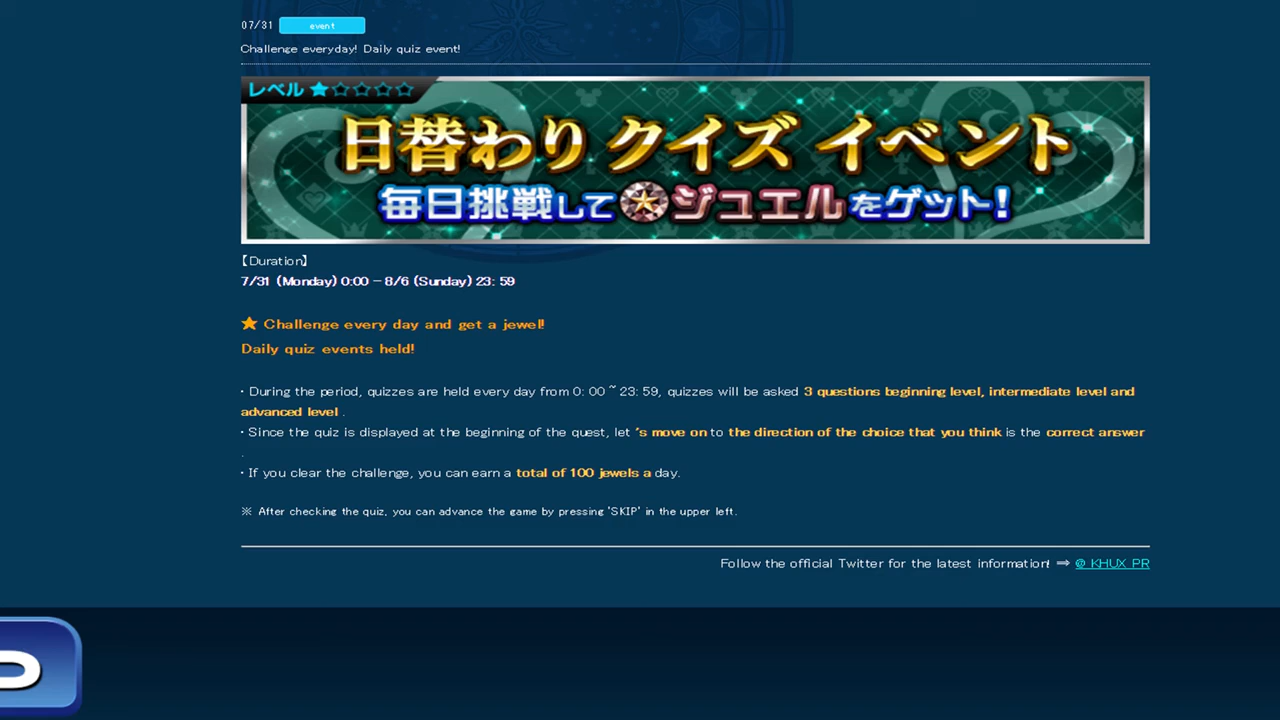 07/31 event
Challenge everyday! Daily quiz event!
レベル ★☆☆☆☆
日替わり クイズ イベント
毎日挑戦してジュエルをゲット!
【Duration】
7/31 (Monday) 0:00 - 8/6 (Sunday) 23: 59
★ Challenge every day and get a jewel!
Daily quiz events held!
・During the period, quizzes are held every day from 0: 00 ~ 23: 59, quizzes will be asked 3 questions beginning level, intermediate level and
advanced level .
・Since the quiz is displayed at the beginning of the quest, let 's move on to the direction of the choice that you think is the correct answer
.
・If you clear the challenge, you can earn a total of 100 jewels a day.
※ After checking the quiz, you can advance the game by pressing 'SKIP' in the upper left.
Follow the official Twitter for the latest information! ⇒ @ KHUX PR